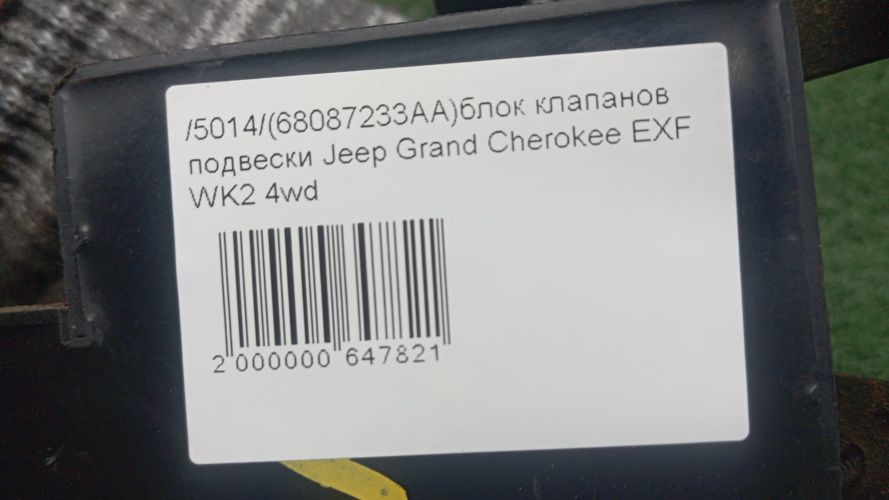 /5014/(68087233AA)блок клапанов
подвески Jeep Grand Cherokee EXF
WK2 4wd
2 000000 647821